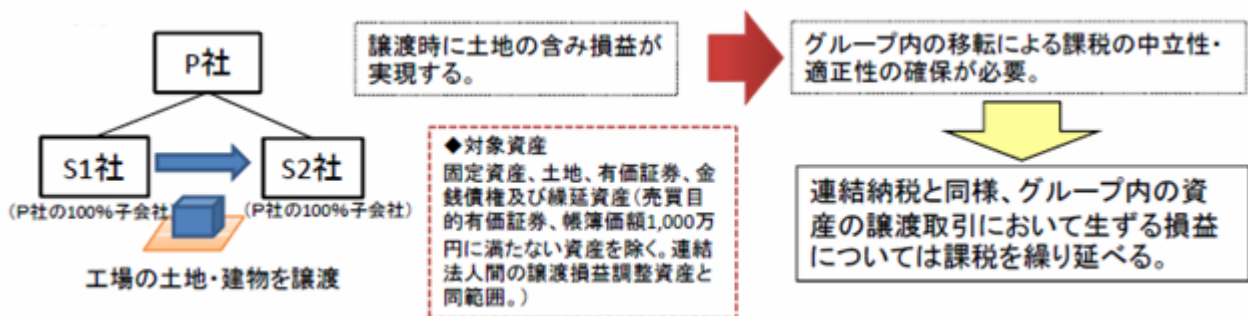 P社
S1社
S2社
(P社の100%子会社)
(P社の100%子会社)
工場の土地・建物を譲渡
譲渡時に土地の含み損益が
実現する。
◆対象資産
固定資産、土地、有価証券、金
銭債権及び繰延資産(売買目
的有価証券、帳簿価額1,000万
円に満たない資産を除く。連結
法人間の譲渡損益調整資産と
同範囲。)
グループ内の移転による課税の中立性・
適正性の確保が必要。
連結納税と同様、グループ内の資
産の譲渡取引において生ずる損益
については課税を繰り延べる。